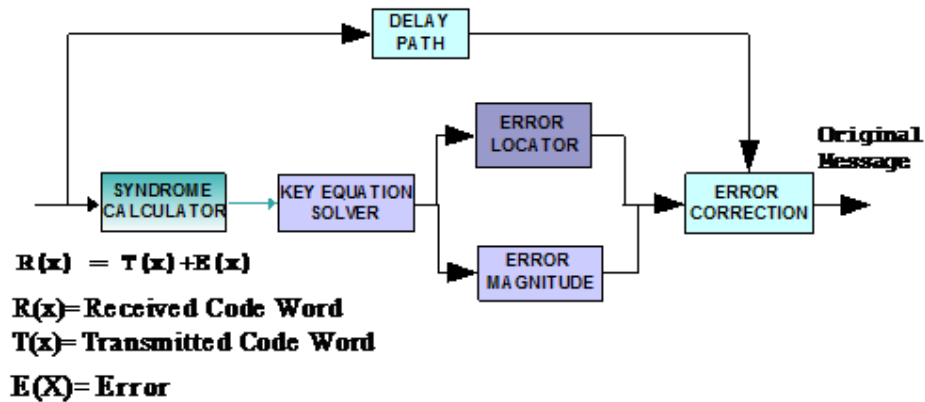 DELAY
PATH
ERROR
LOCATOR
Original
Message
SYNDROME
CALCULATOR
KEY EQUATION
SOLVER
ERROR
CORRECTION
ERROR
MAGNITUDE
R(x) = T(x)+E(x)
R(x)=Received Code Word
T(x)=Transmitted Code Word
E(X)=Error